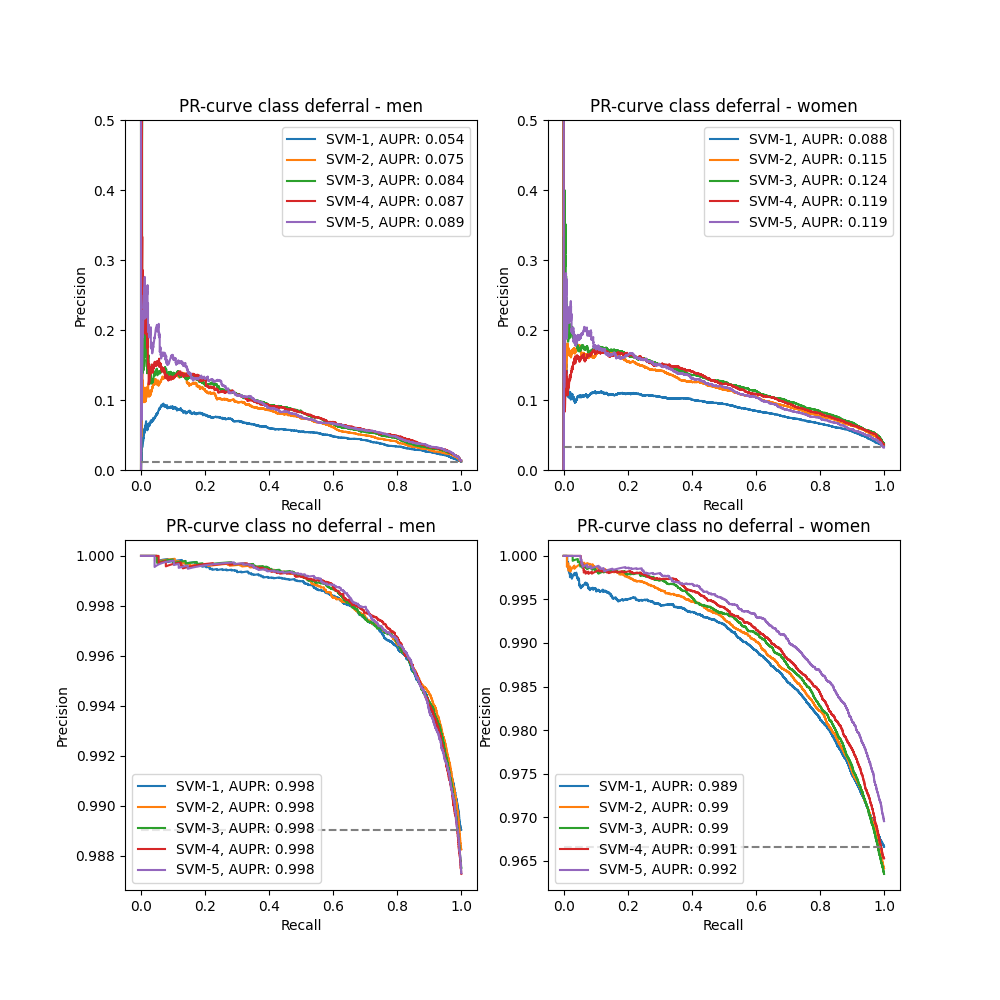 PR-curve class deferral - men
0.5
0.4
0.3
0.2
0.1
0.0
Precision
SVM-1, AUPR: 0.054
SVM-2, AUPR: 0.075
SVM-3, AUPR: 0.084
SVM-4, AUPR: 0.087
SVM-5, AUPR: 0.089
0.0 0.2 0.4 0.6 0.8 1.0
Recall
PR-curve class deferral - women
0.5
0.4
0.3
0.2
0.1
0.0
Precision
SVM-1, AUPR: 0.088
SVM-2, AUPR: 0.115
SVM-3, AUPR: 0.124
SVM-4, AUPR: 0.119
SVM-5, AUPR: 0.119
0.0 0.2 0.4 0.6 0.8 1.0
Recall
PR-curve class no deferral - men
1.000
0.998
0.996
0.994
0.992
0.990
0.988
Precision
SVM-1, AUPR: 0.998
SVM-2, AUPR: 0.998
SVM-3, AUPR: 0.998
SVM-4, AUPR: 0.998
SVM-5, AUPR: 0.998
0.0 0.2 0.4 0.6 0.8 1.0
Recall
PR-curve class no deferral - women
1.000
0.995
0.990
0.985
0.980
0.975
0.970
0.965
Precision
SVM-1, AUPR: 0.989
SVM-2, AUPR: 0.99
SVM-3, AUPR: 0.99
SVM-4, AUPR: 0.991
SVM-5, AUPR: 0.992
0.0 0.2 0.4 0.6 0.8 1.0
Recall